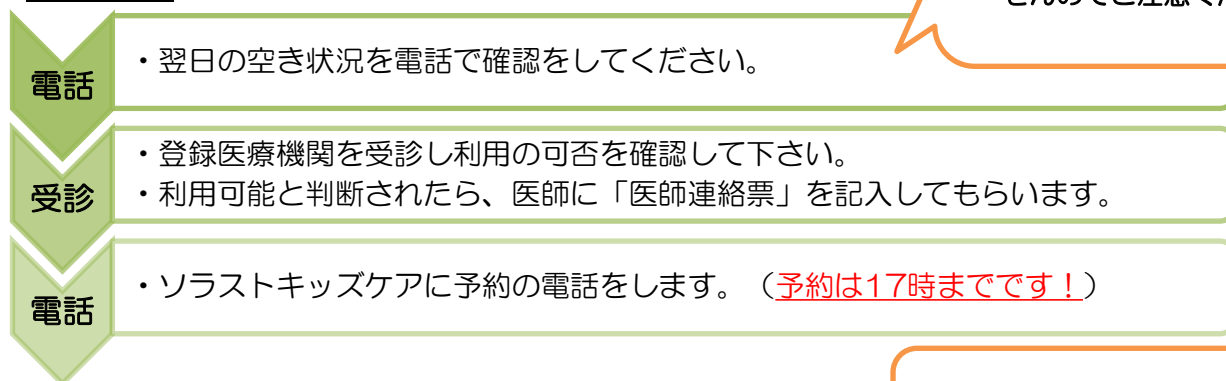 電話
・翌日の空き状況を電話で確認をしてください。
受診
・登録医療機関を受診し利用の可否を確認して下さい。
・利用可能と判断されたら、医師に「医師連絡票」を記入してもらいます。
電話
・ソラストキッズケアに予約の電話をします。（予約は17時までです！）